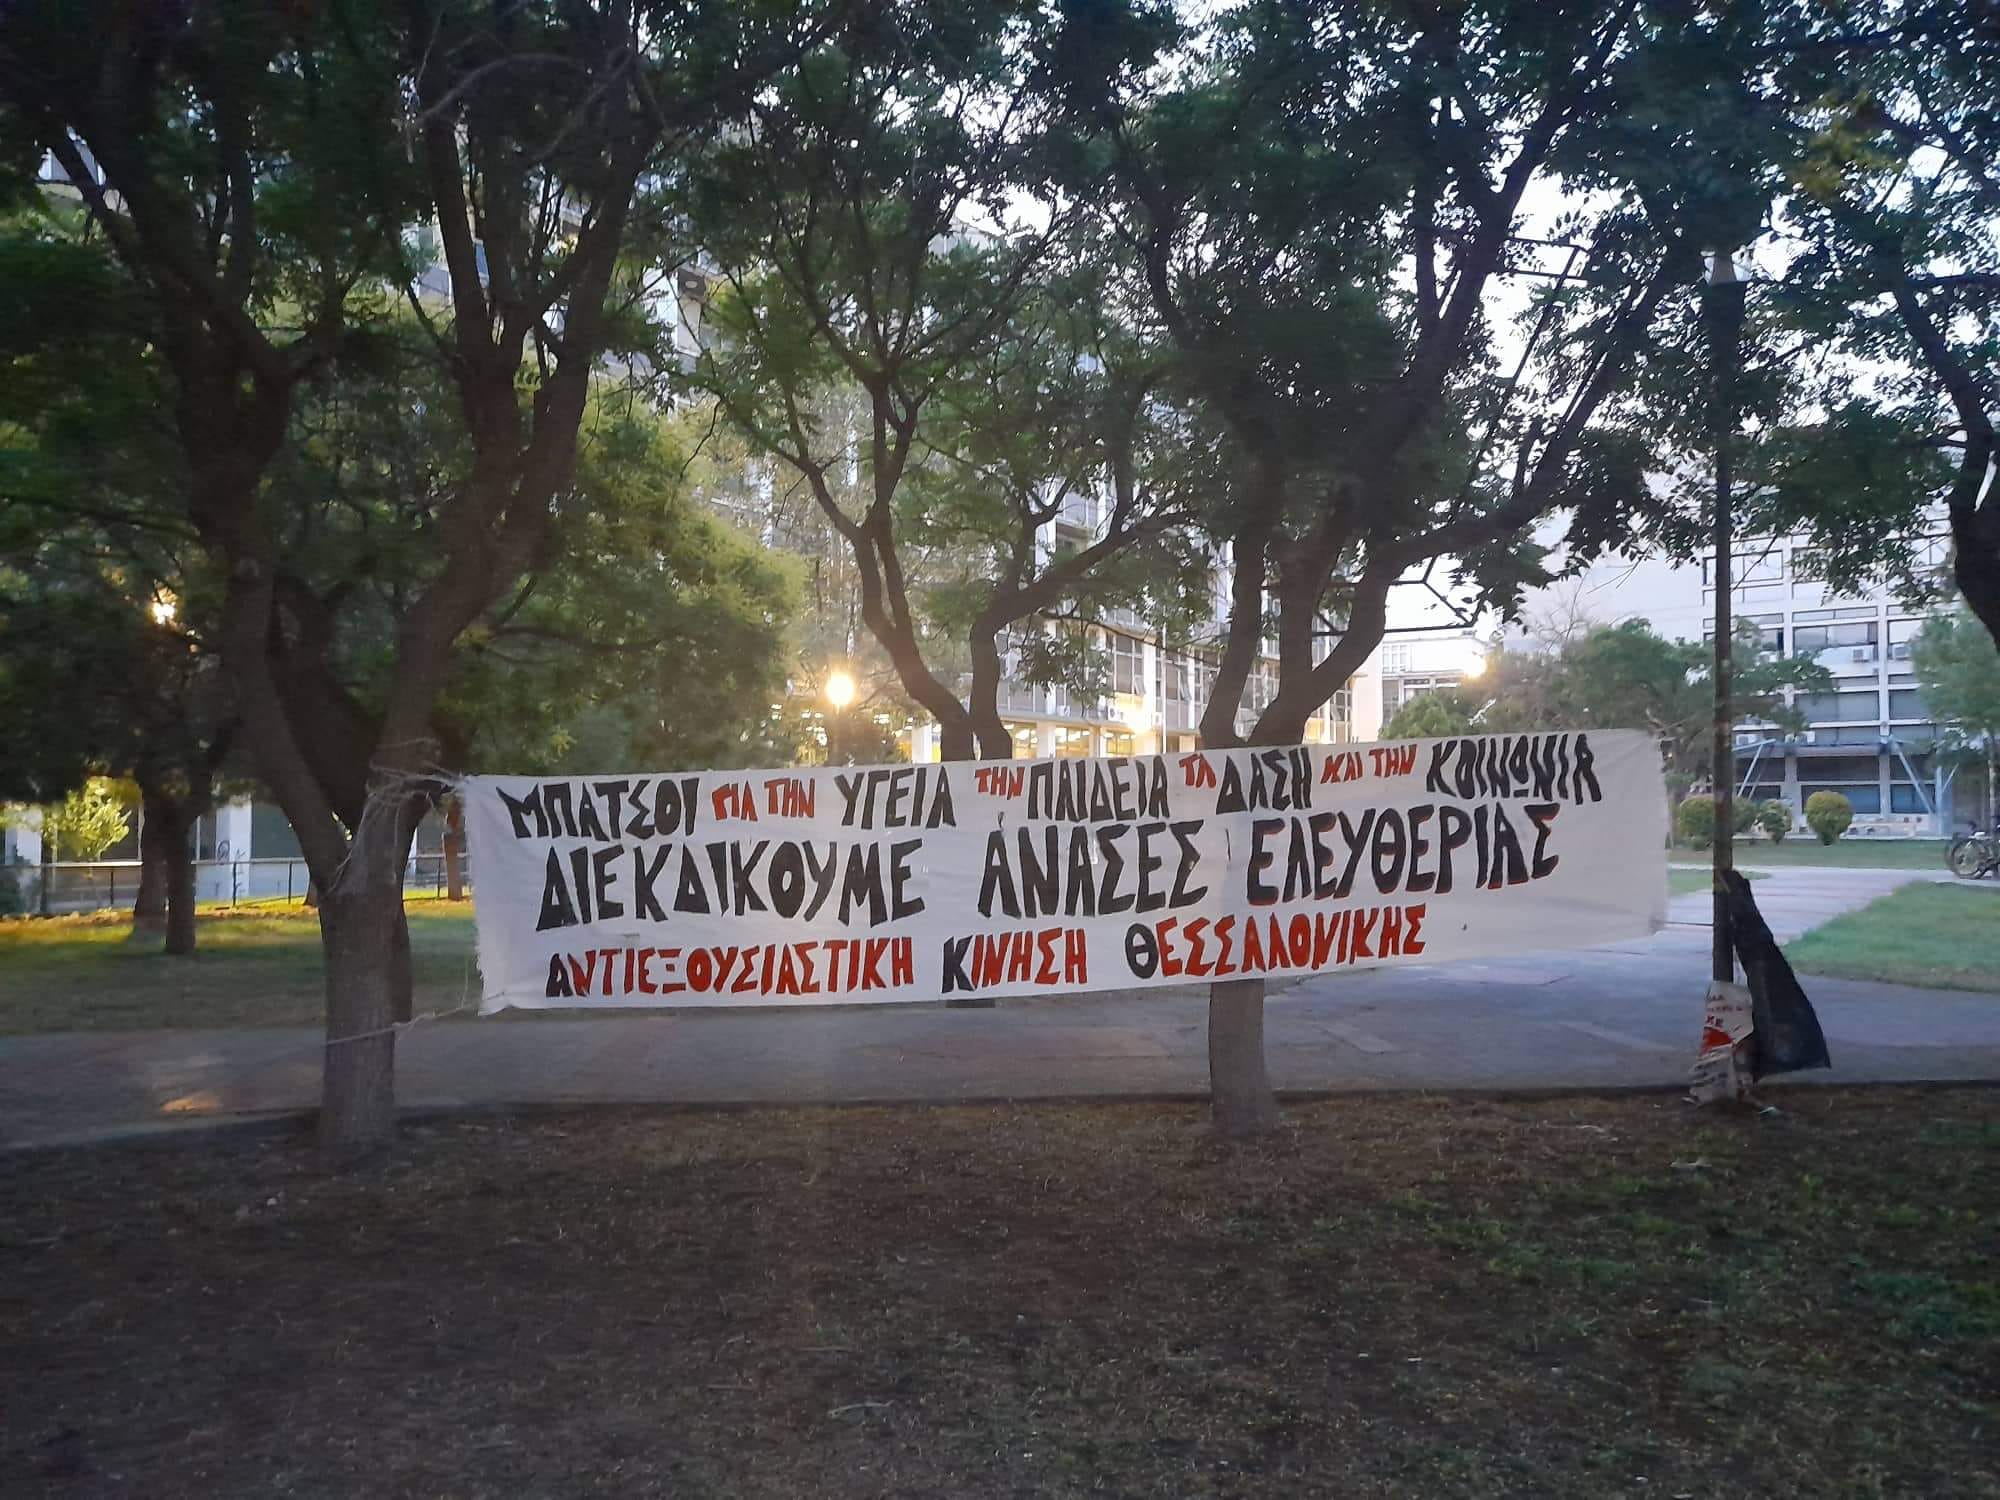 ΜΠΑΤΣΟΙ ΓΙΑ ΤΗΝ ΥΓΕΙΑ ΤΗΝ ΠΑΙΔΕΙΑ ΤΑ ΔΑΣΗ ΚΑΙ ΤΗΝ ΚΟΙΝΩΝΙΑ
ΔΙΕΚΔΙΚΟΥΜΕ ΑΝΑΣΕΣ ΕΛΕΥΘΕΡΙΑΣ
ΑΝΤΙΕΞΟΥΣΙΑΣΤΙΚΗ ΚΙΝΗΣΗ ΘΕΣΣΑΛΟΝΙΚΗΣ